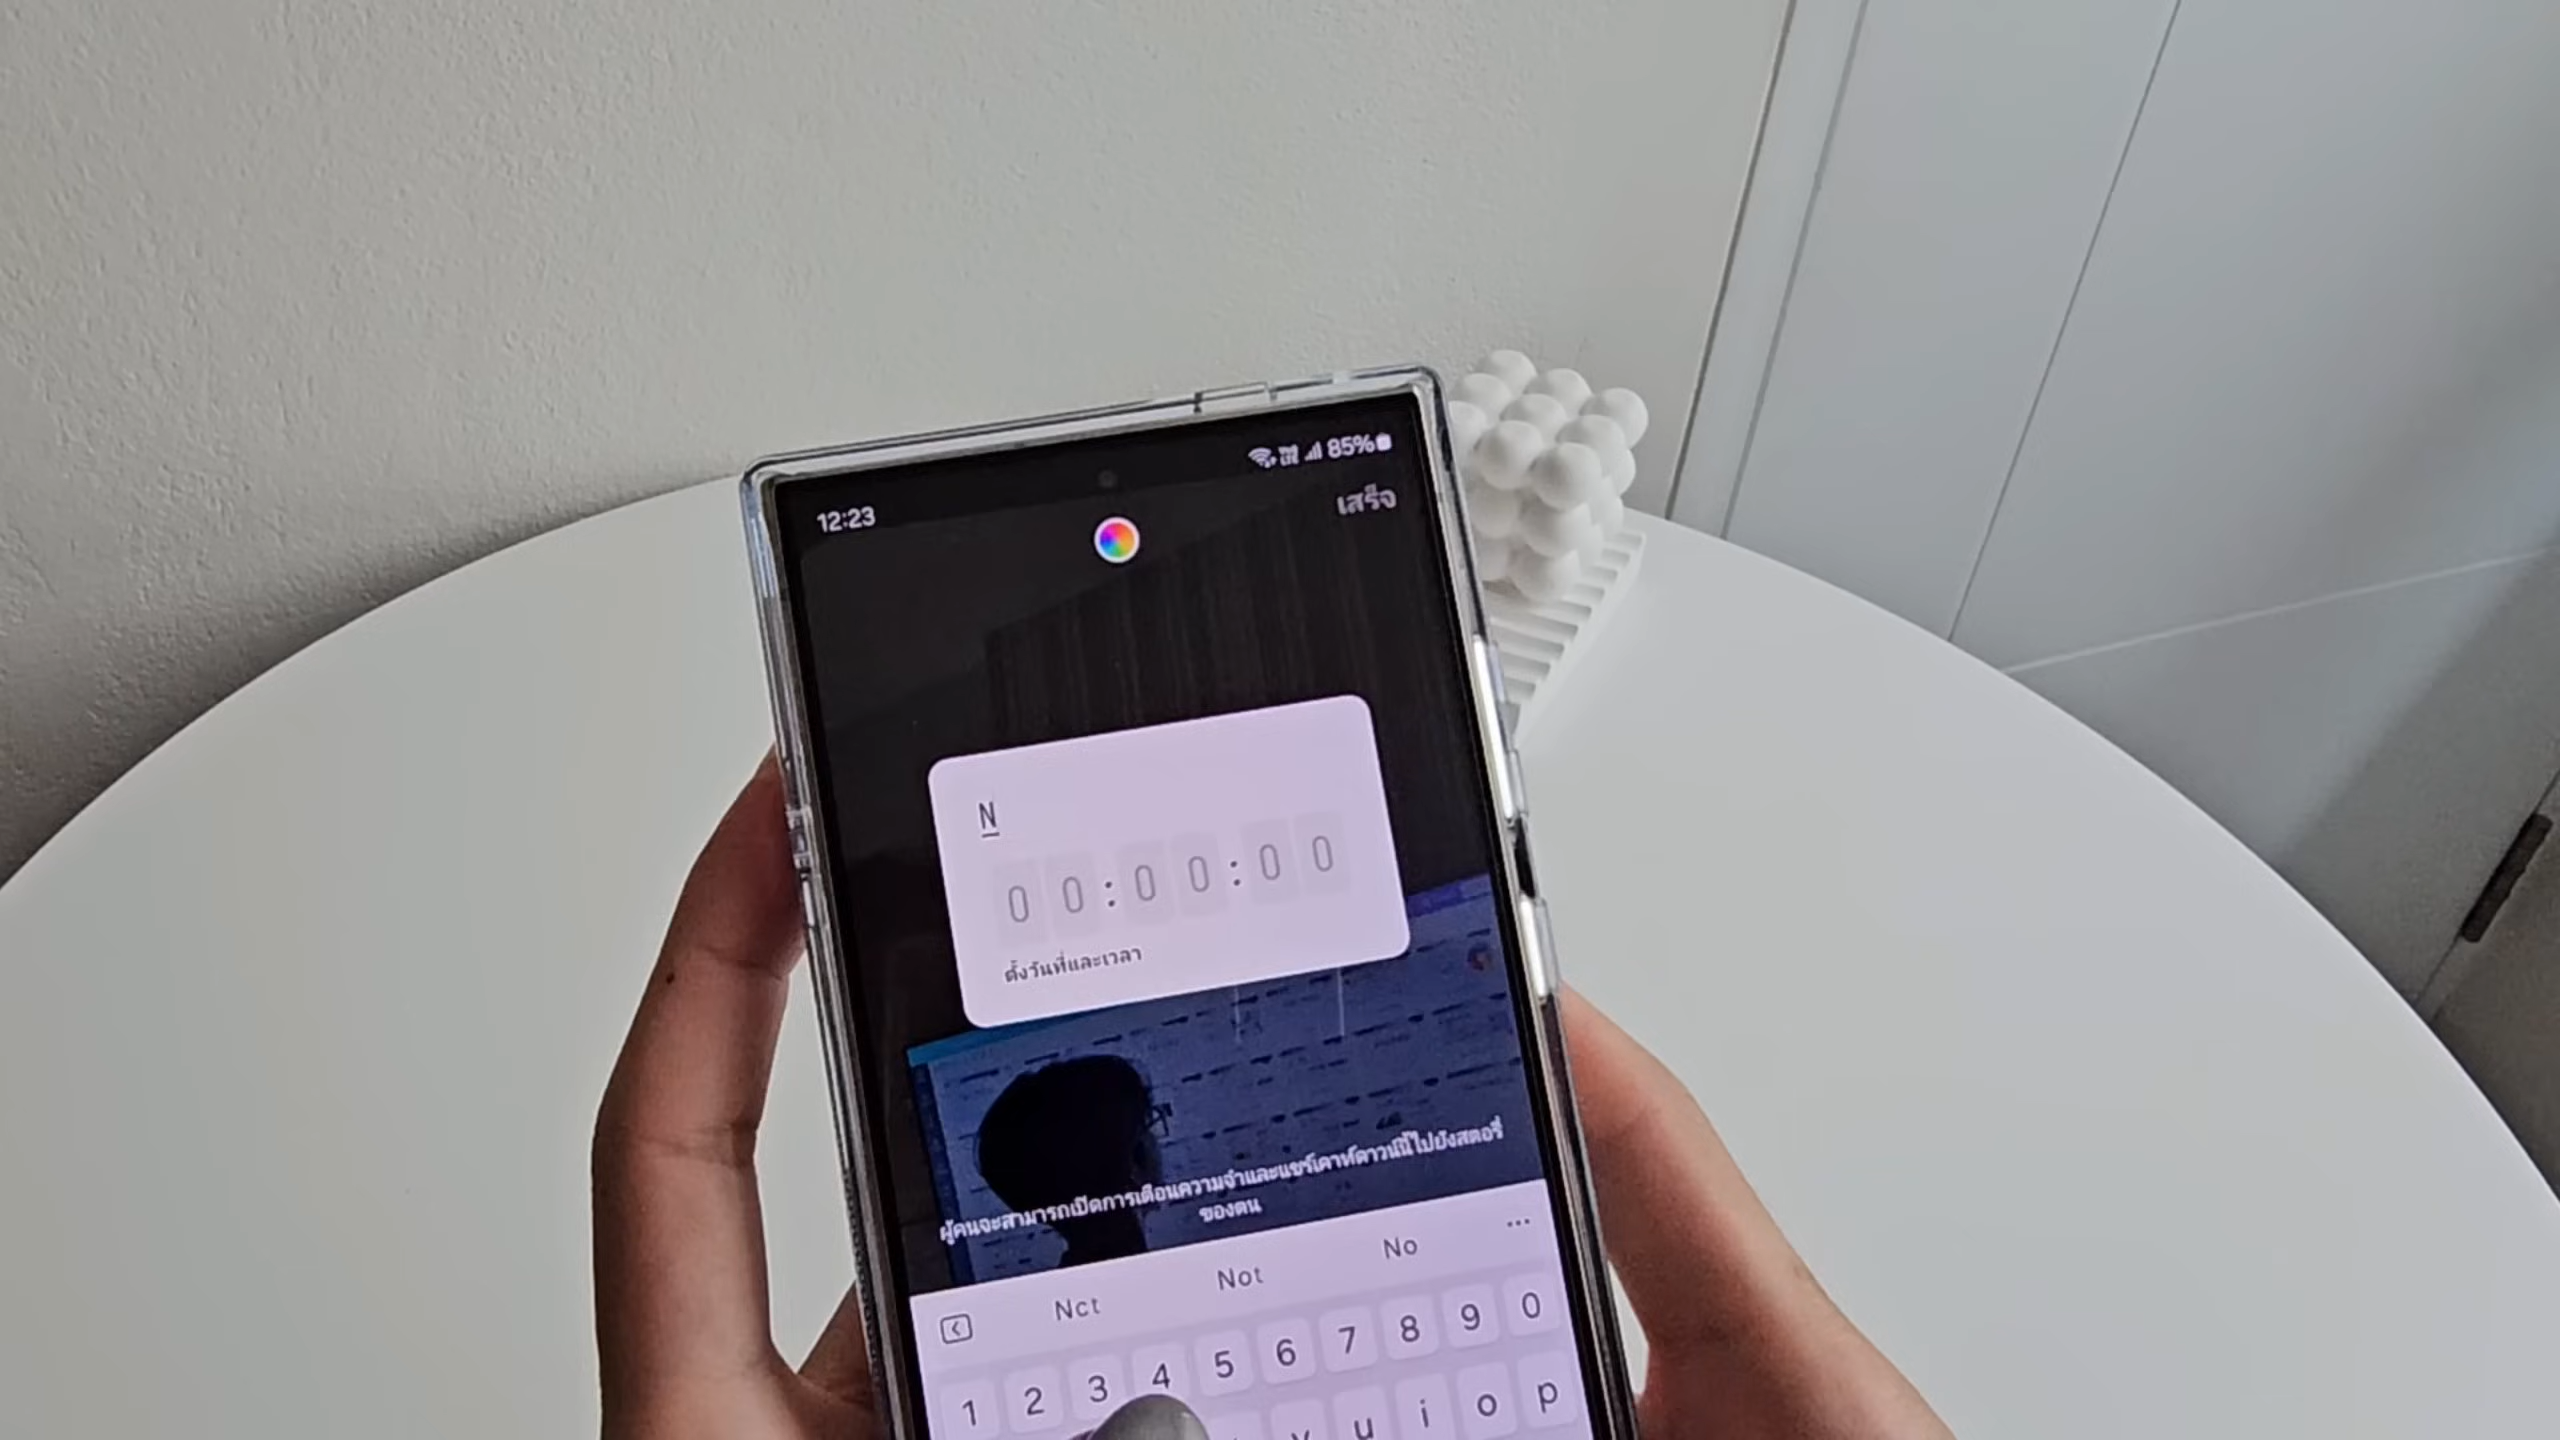 12:23
85%
เสร็จ
N
00:00:00
ตั้งวันที่และเวลา
ผู้คนจะสามารถเปิดการเตือนความจำและแชร์เคาท์ดาวน์นี้ไปยังสตอรี่
ของตน
Nct Not No
1 2 3 4 5 6 7 8 9 0
u i o p